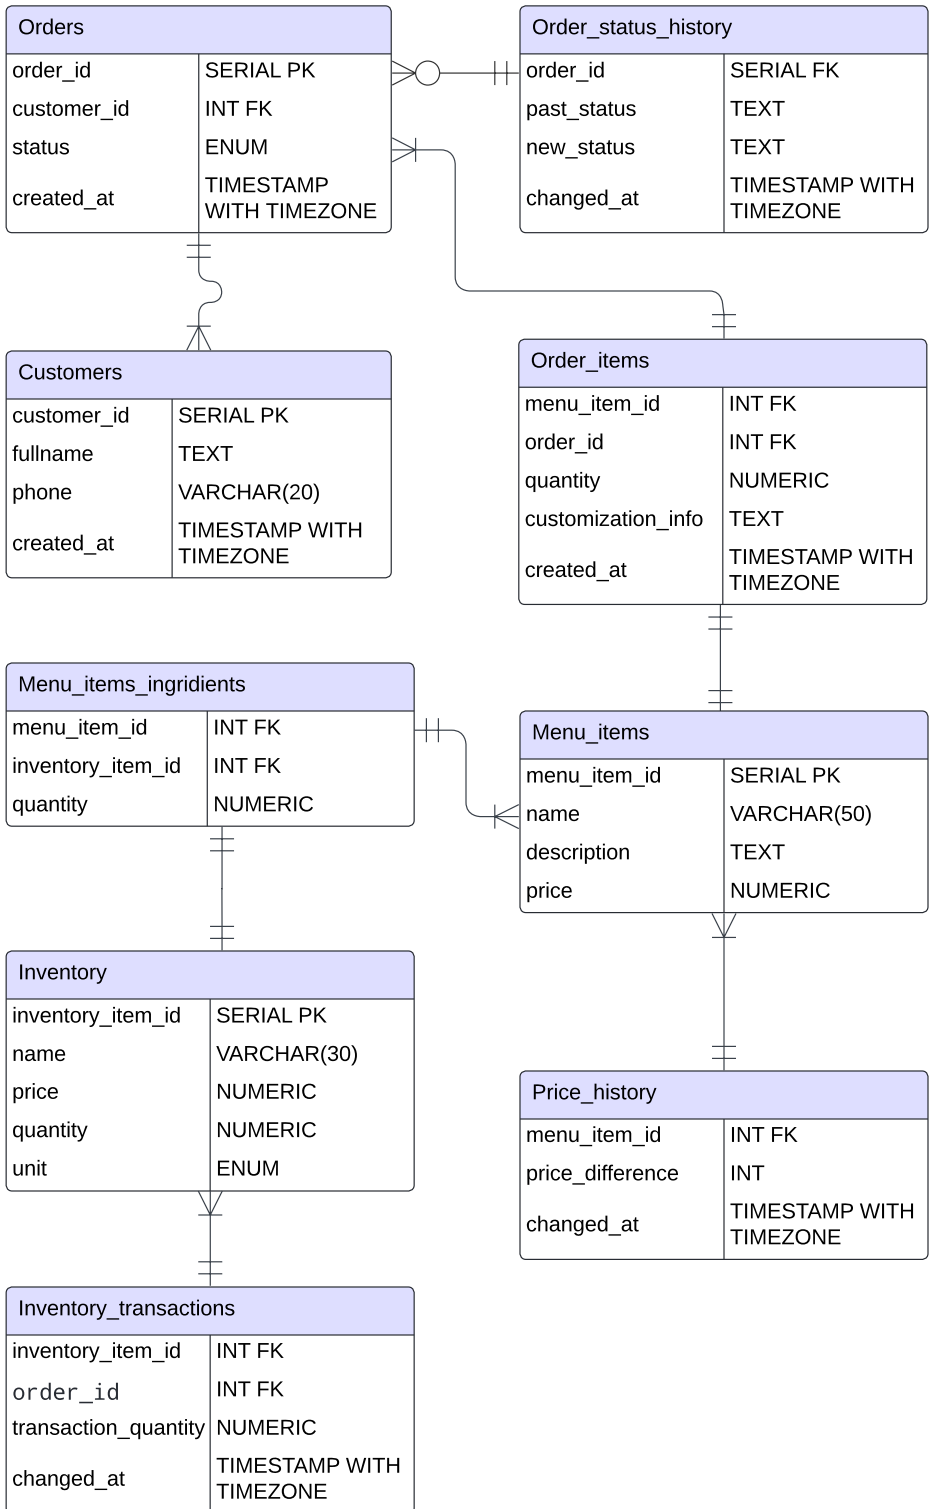 Orders
order_id SERIAL PK
customer_id INT FK
status ENUM
created_at TIMESTAMP
WITH TIMEZONE
Order_status_history
order_id SERIAL FK
past_status TEXT
new_status TEXT
changed_at TIMESTAMP WITH
TIMEZONE
Customers
customer_id SERIAL PK
fullname TEXT
phone VARCHAR(20)
created_at TIMESTAMP WITH
TIMEZONE
Order_items
menu_item_id INT FK
order_id INT FK
quantity NUMERIC
customization_info TEXT
created_at TIMESTAMP WITH
TIMEZONE
Menu_items_ingridients
menu_item_id INT FK
inventory_item_id INT FK
quantity NUMERIC
Menu_items
menu_item_id SERIAL PK
name VARCHAR(50)
description TEXT
price NUMERIC
Inventory
inventory_item_id SERIAL PK
name VARCHAR(30)
price NUMERIC
quantity NUMERIC
unit ENUM
Price_history
menu_item_id INT FK
price_difference INT
changed_at TIMESTAMP WITH
TIMEZONE
Inventory_transactions
inventory_item_id INT FK
order_id INT FK
transaction_quantity NUMERIC
changed_at TIMESTAMP WITH
TIMEZONE